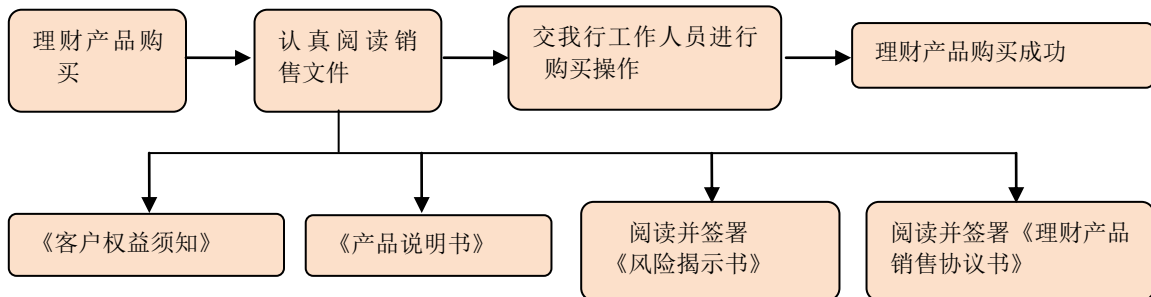 理财产品购
买
认真阅读销
售文件
交我行工作人员进行
购买操作
理财产品购买成功
《客户权益须知》
《产品说明书》
阅读并签署
《风险揭示书》
阅读并签署《理财产品
销售协议书》